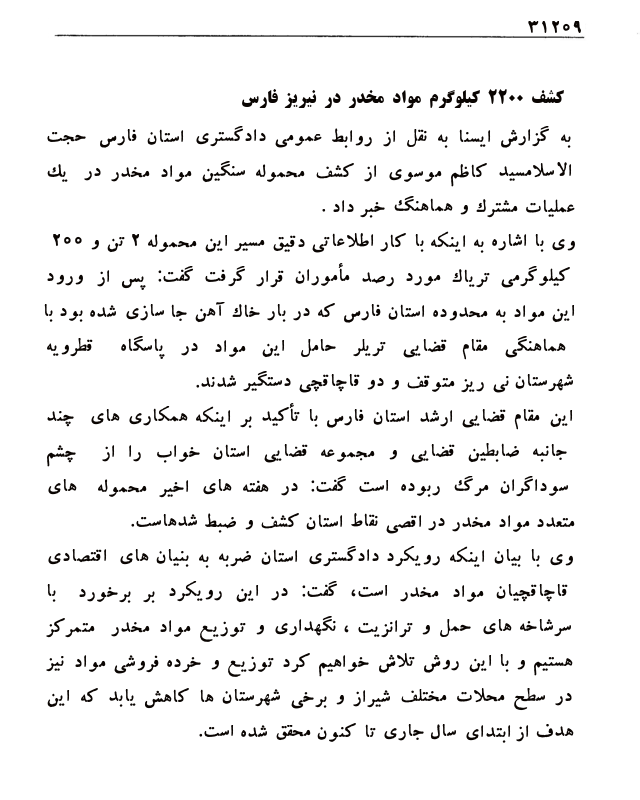 ۳۱۲۰۹
کشف ۲۲۰۰ کیلوگرم مواد مخدر در نیریز فارس
به گزارش ایسنا به نقل از روابط عمومی دادگستری استان فارس حجت
الاسلامسید کاظم موسوی از کشف محموله سنگین مواد مخدر در یك
عملیات مشترك و هماهنگ خبر داد .
وی با اشاره به اینکه با کار اطلاعاتی دقیق مسیر این محموله ۲ تن و ۲۰۰
کیلوگرمی تریاك مورد رصد مأموران قرار گرفت گفت: پس از ورود
این مواد به محدوده استان فارس که در بار خاك آهن جا سازی شده بود با
هماهنگی مقام قضایی تریلر حامل این مواد در پاسگاه قطرویه
شهرستان نی ریز متوقف و دو قاچاقچی دستگیر شدند.
این مقام قضایی ارشد استان فارس با تأکید بر اینکه همکاری های چند
جانبه ضابطین قضایی و مجموعه قضایی استان خواب را از چشم
سوداگران مرگ ربوده است گفت: در هفته های اخیر محموله های
متعدد مواد مخدر در اقصی نقاط استان کشف و ضبط شدهاست.
وی با بیان اینکه رویکرد دادگستری استان ضربه به بنیان های اقتصادی
قاچاقچیان مواد مخدر است، گفت: در این رویکرد بر برخورد با
سرشاخه های حمل و ترانزیت ، نگهداری و توزیع مواد مخدر متمرکز
هستیم و با این روش تلاش خواهیم کرد توزیع و خرده فروشی مواد نیز
در سطح محلات مختلف شیراز و برخی شهرستان ها کاهش یابد که این
هدف از ابتدای سال جاری تا کنون محقق شده است.